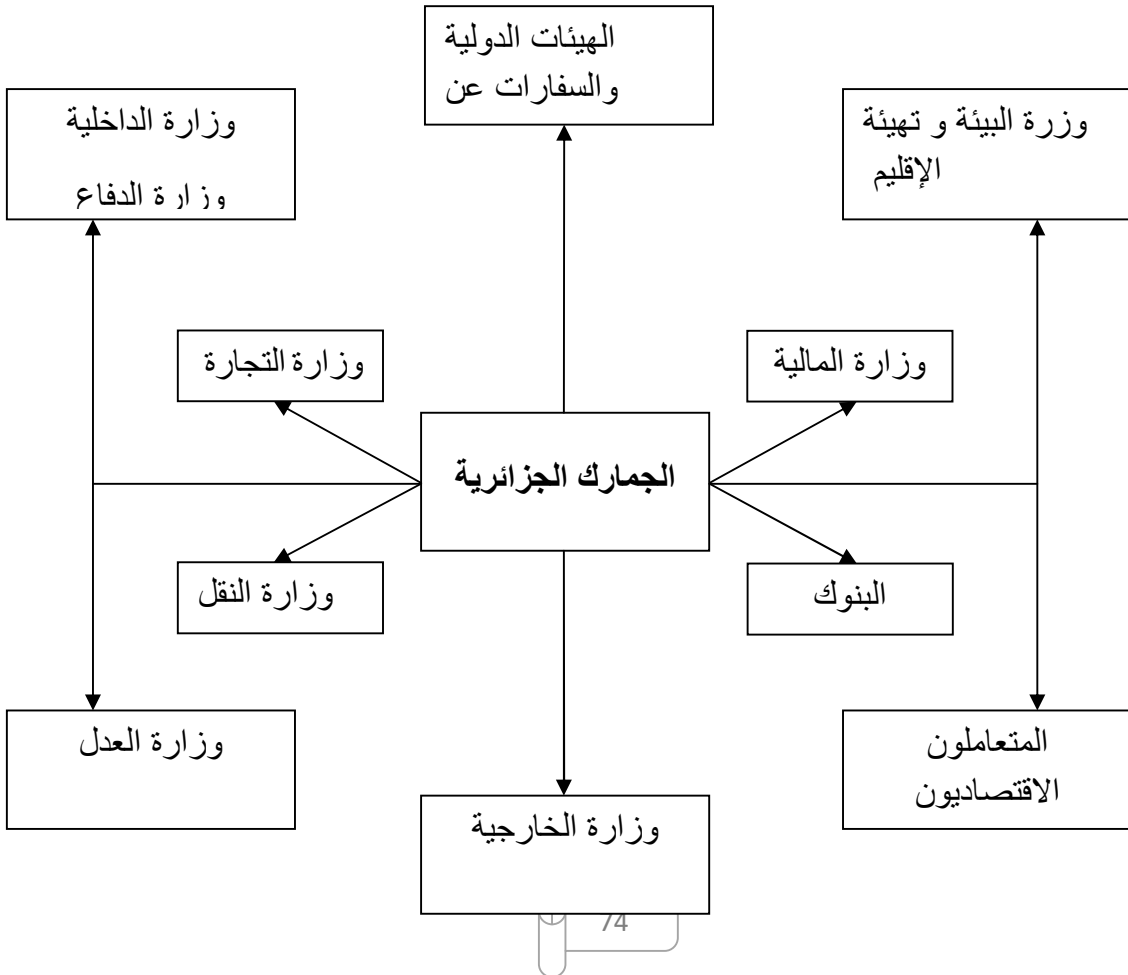 الهيئات الدولية
والسفارات عن
وزرة البيئة و تهيئة
الإقليم
وزارة الداخلية
وزارة الدفاع
وزارة المالية
وزارة التجارة
الجمارك الجزائرية
البنوك
وزارة النقل
المتعاملون
الاقتصاديون
وزارة العدل
وزارة الخارجية
74